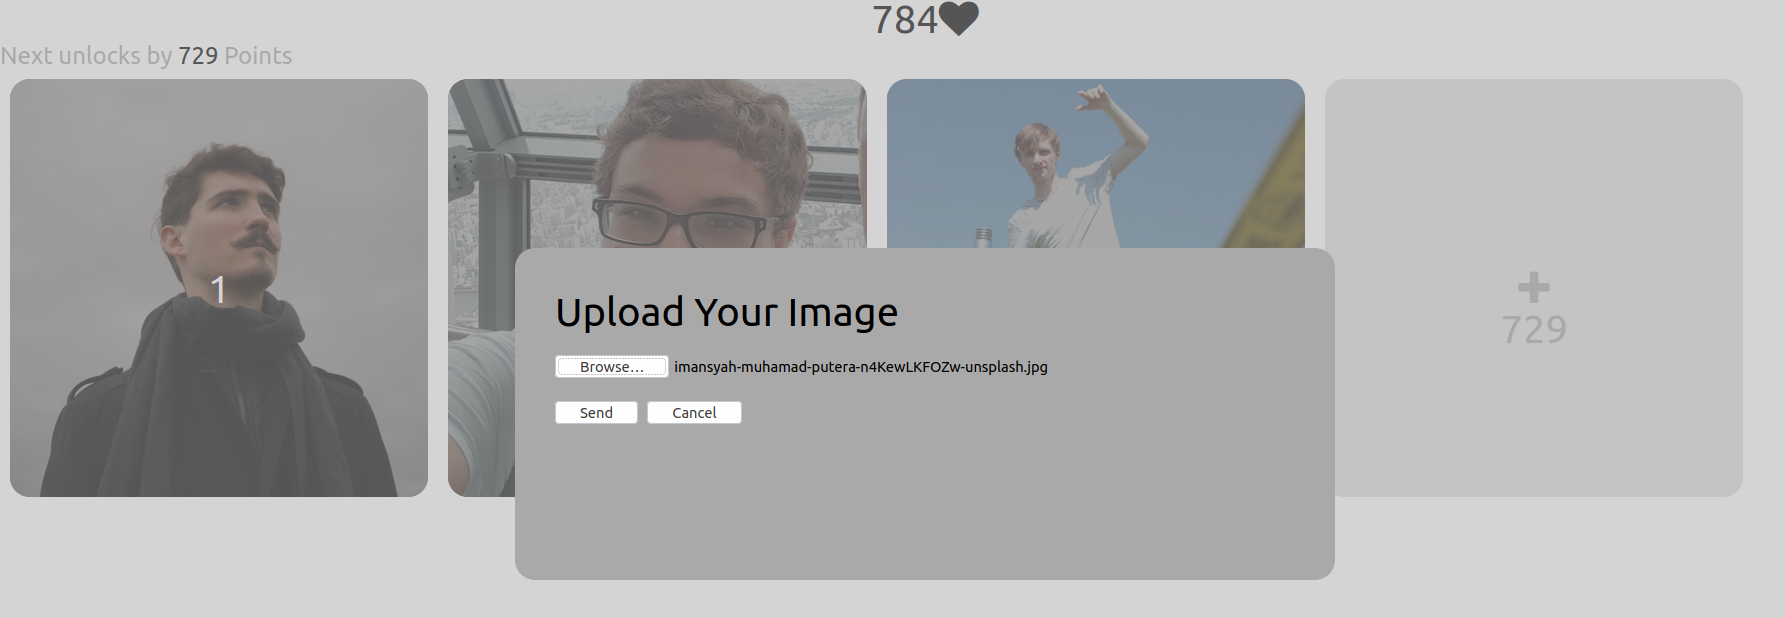 784
Next unlocks by 729 Points
1
729
Upload Your Image
Browse... imansyah-muhamad-putera-n4KewLKFOZw-unsplash.jpg
Send Cancel